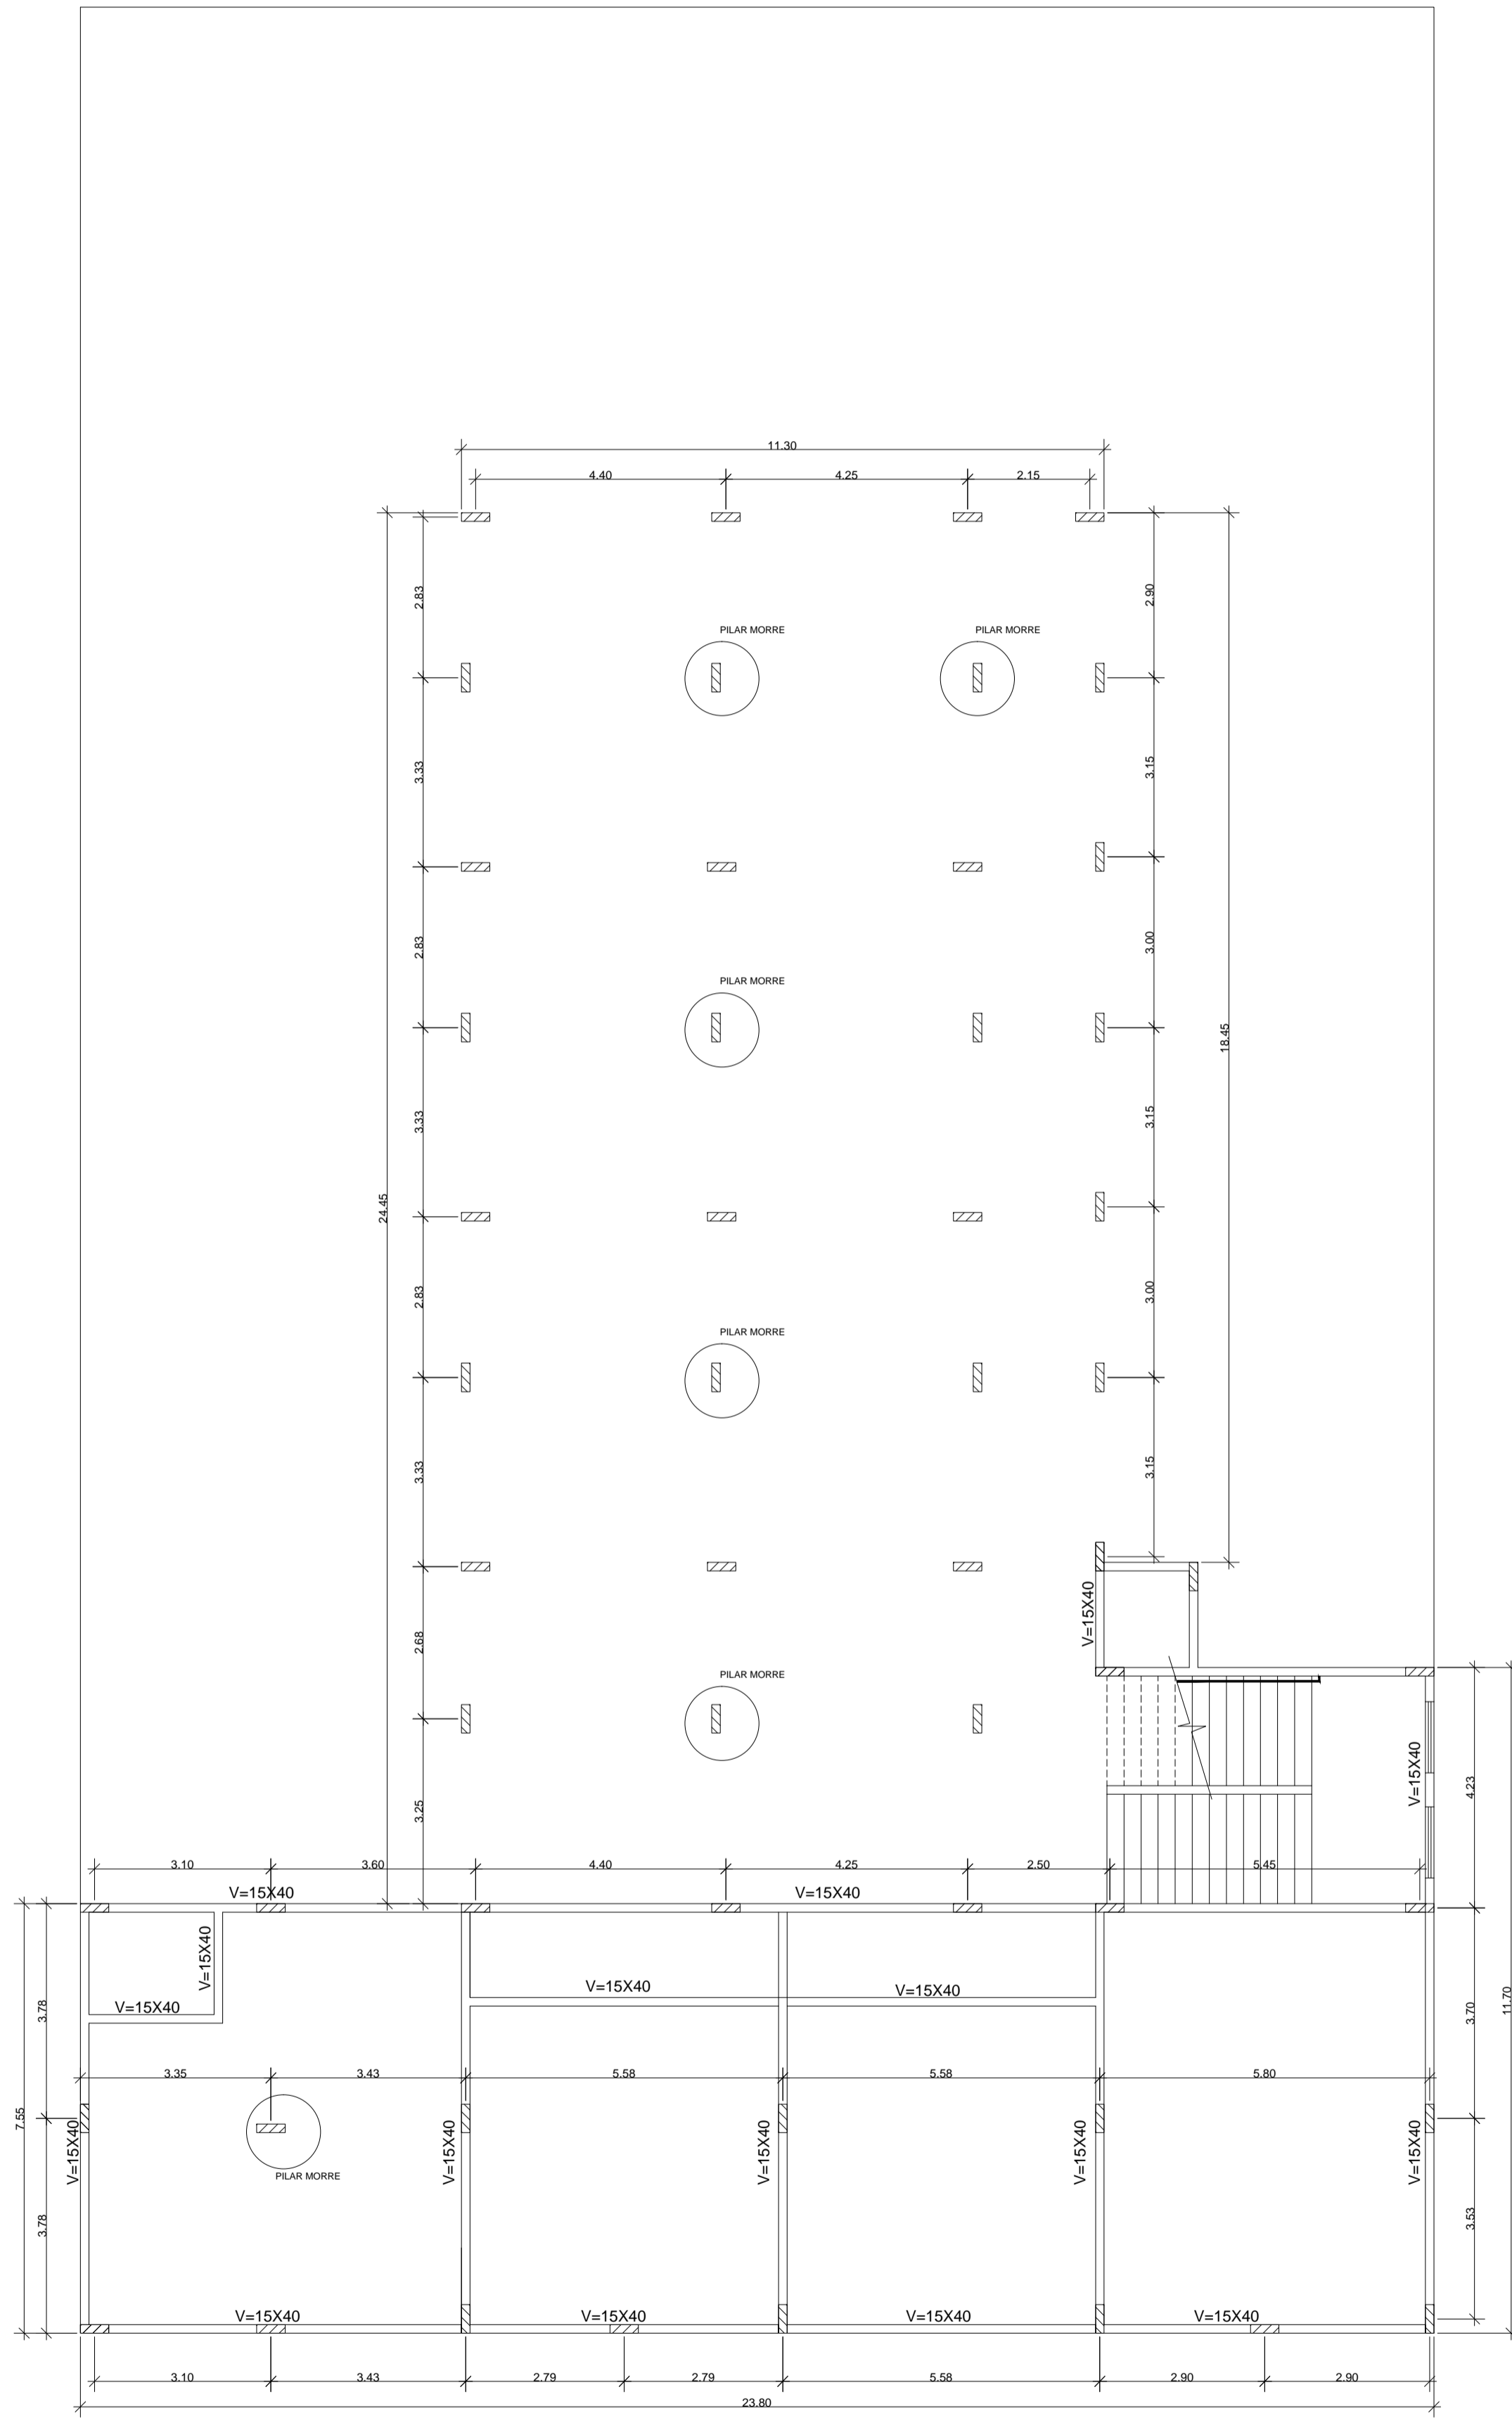 11.30
4.40
4.25
2.15
2.83
2.90
PILAR MORRE
PILAR MORRE
3.33
3.15
2.83
3.00
PILAR MORRE
18.45
3.33
3.15
24.45
2.83
3.00
PILAR MORRE
3.33
3.15
V=15X40
2.68
PILAR MORRE
V=15X40
4.23
3.25
3.10
3.60
4.40
4.25
2.50
5.45
V=15X40
V=15X40
V=15X40
V=15X40
V=15X40
V=15X40
3.78
3.70
11.70
3.35
3.43
5.58
5.58
5.80
7.55
V=15X40
V=15X40
V=15X40
V=15X40
V=15X40
PILAR MORRE
3.78
3.53
V=15X40
V=15X40
V=15X40
V=15X40
3.10
3.43
2.79
2.79
5.58
2.90
2.90
23.80